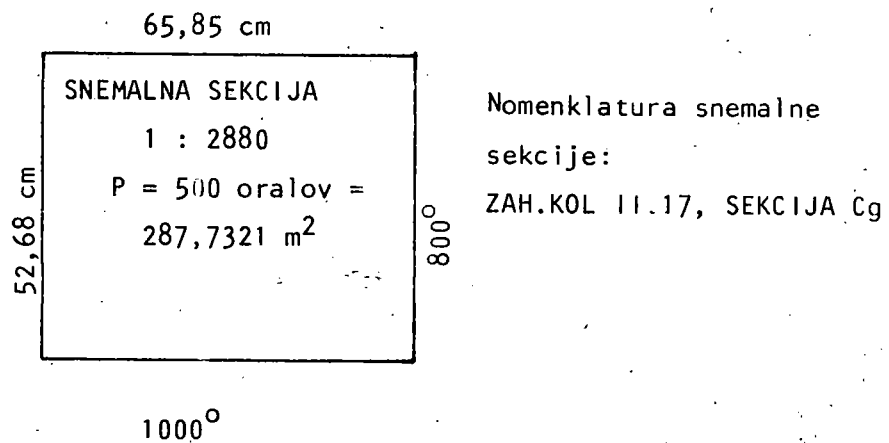 65,85 cm
SNEMALNA SEKCIJA
1 : 2880
P = 500 oralov =
287,7321 m²
52,68 cm
800°
1000°
Nomenklatura snemalne
sekcije:
ZAH.KOL II.17, SEKCIJA Cg